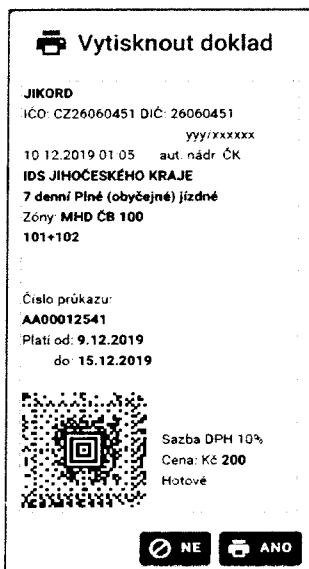 Vytisknout doklad
JIKORD
IČO: CZ26060451 DIČ: 26060451
yyy/xxxxxx
10.12.2019 01:05 aut. nádr. ČK
IDS JIHOČESKÉHO KRAJE
7 denní Plné (obyčejné) jízdné
Zóny: MHD ČB 100
101+102
Číslo průkazu:
AA00012541
Platí od: 9.12.2019
do: 15.12.2019
Sazba DPH 10%
Cena: Kč 200
Hotově
NE
ANO